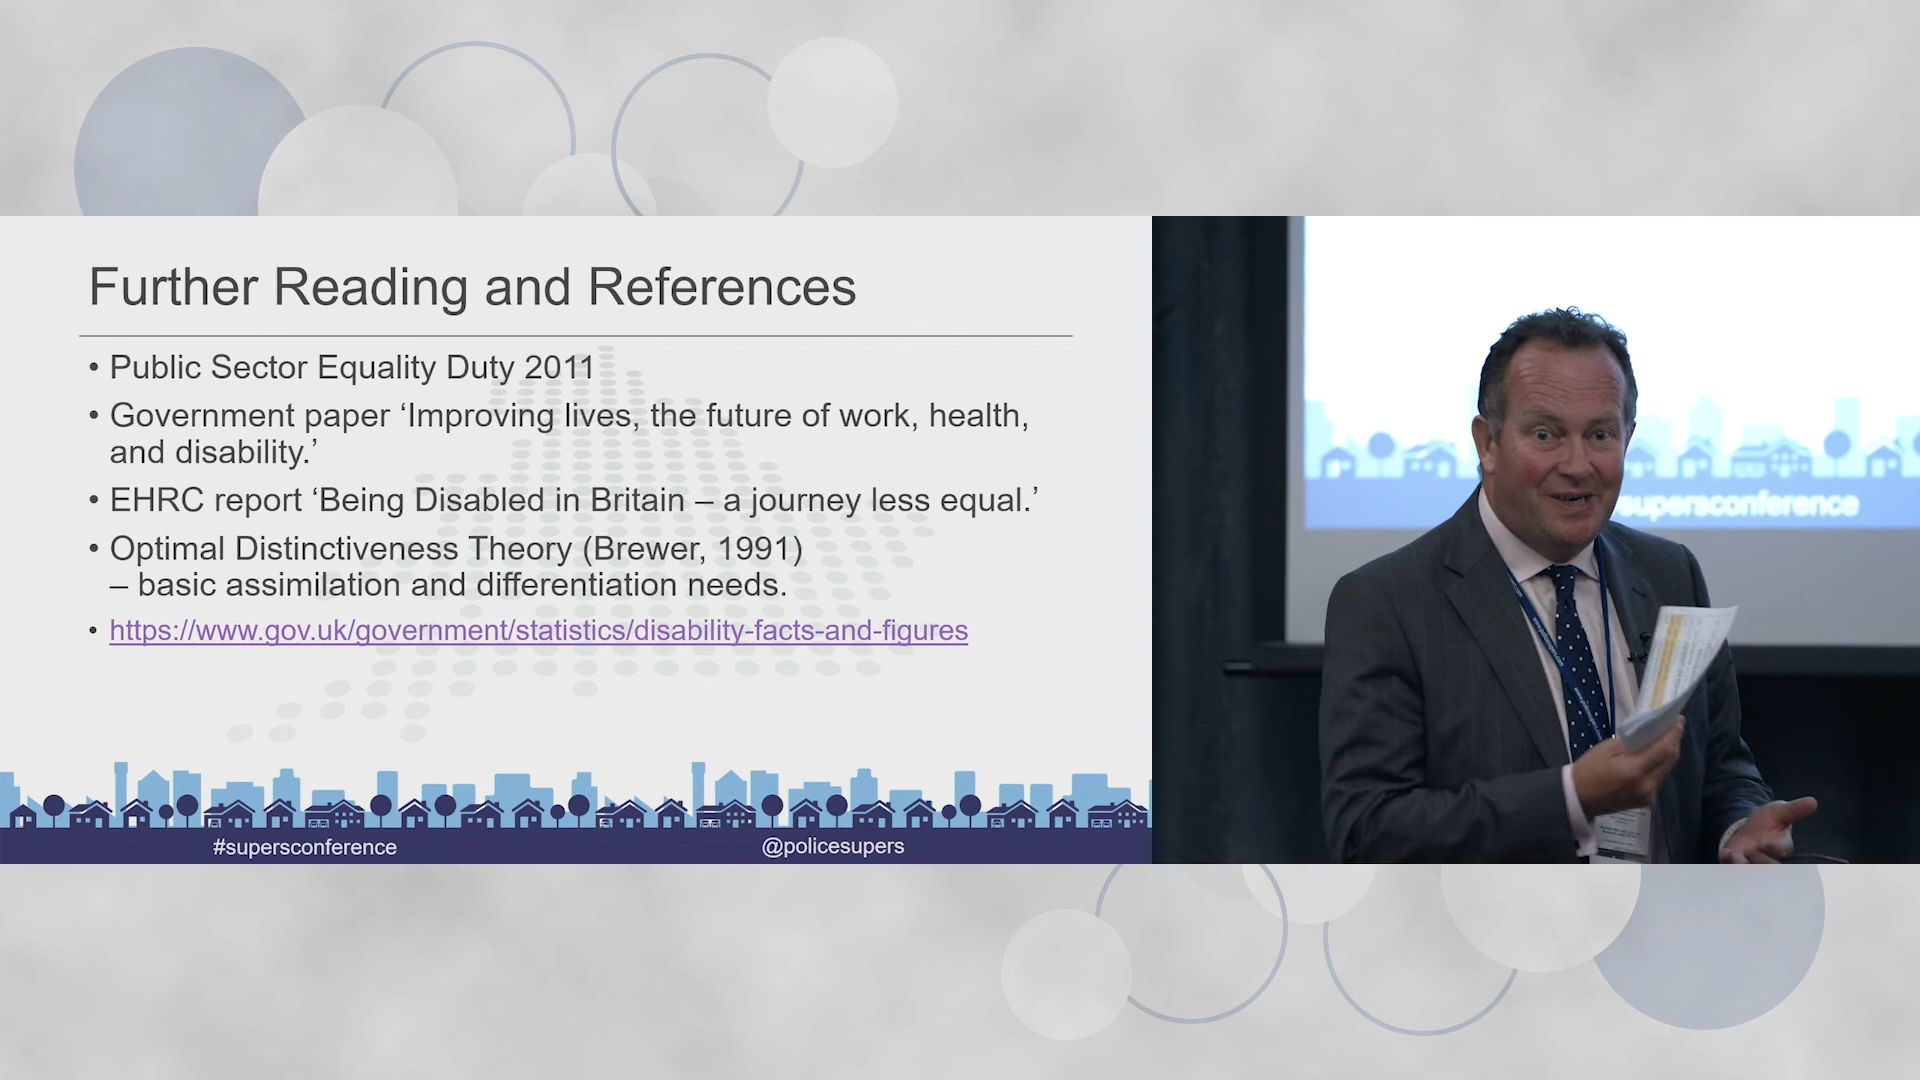 Further Reading and References
• Public Sector Equality Duty 2011
• Government paper ‘Improving lives, the future of work, health,
and disability.’
• EHRC report ‘Being Disabled in Britain – a journey less equal.’
• Optimal Distinctiveness Theory (Brewer, 1991)
– basic assimilation and differentiation needs.
• https://www.gov.uk/government/statistics/disability-facts-and-figures
#supersconference
@policesupers
supersconference